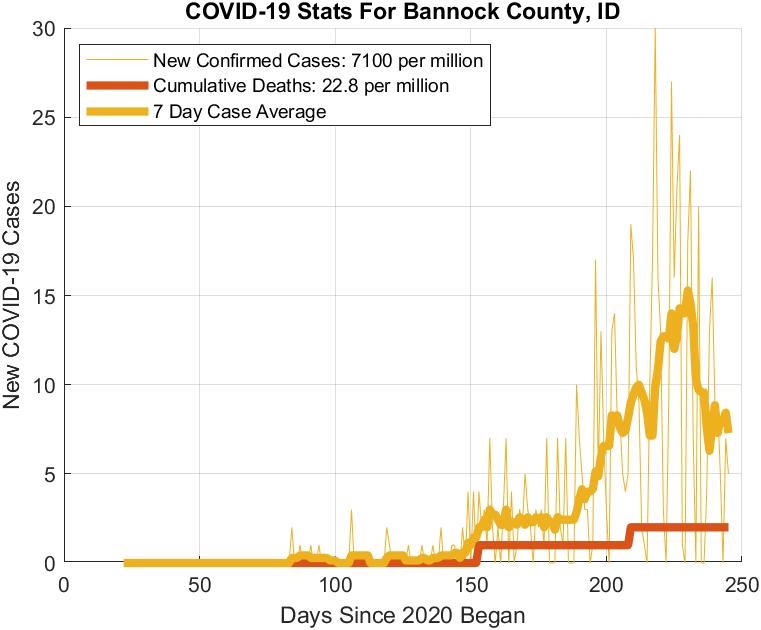 COVID-19 Stats For Bannock County, ID
New Confirmed Cases: 7100 per million
Cumulative Deaths: 22.8 per million
7 Day Case Average
New COVID-19 Cases
30
25
20
15
10
5
0
0 50 100 150 200 250
Days Since 2020 Began